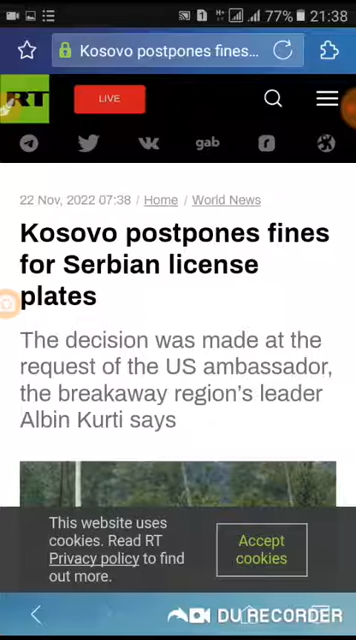 77% 21:38
Kosovo postpones fines...
RT
LIVE
gab
22 Nov, 2022 07:38 / Home / World News
Kosovo postpones fines
for Serbian license
plates
The decision was made at the
request of the US ambassador,
the breakaway region's leader
Albin Kurti says
This website uses
cookies. Read RT
Privacy policy to find
out more.
Accept
cookies
DU RECORDER